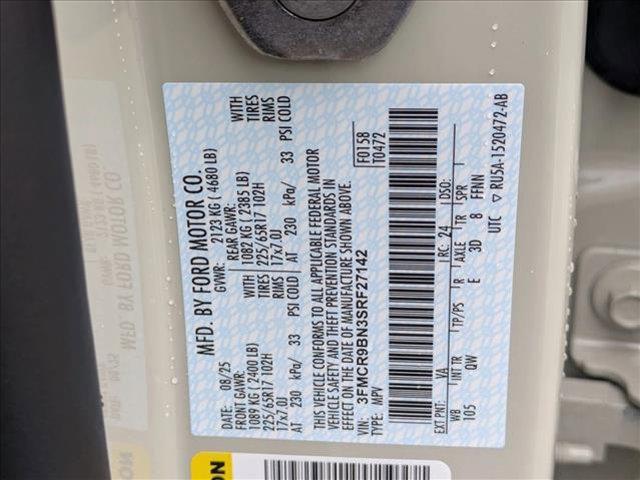 MFD. BY FORD MOTOR CO.
DATE: 08/25 GVWR: 2123 KG ( 4680 LB)
FRONT GAWR: REAR GAWR:
1089 KG ( 2400 LB) WITH 1082 KG ( 2385 LB) WITH
225/65R17 102H TIRES 225/65R17 102H TIRES
17x7.0J RIMS 17x7.0J RIMS
AT 230 kPa/ 33 PSI COLD AT 230 kPa/ 33 PSI COLD
THIS VEHICLE CONFORMS TO ALL APPLICABLE FEDERAL MOTOR
VEHICLE SAFETY AND THEFT PREVENTION STANDARDS IN
EFFECT ON THE DATE OF MANUFACTURE SHOWN ABOVE.
VIN: 3FMCR9BN3SRF27142 F0158
TYPE: MPV T0472
EXT PNT: YA RC: 24 DSO:
WB INT TR TP/PS R AXLE TR SPR
105 QW E 3D 8 FFNN
UTC RU5A-1520472-AB